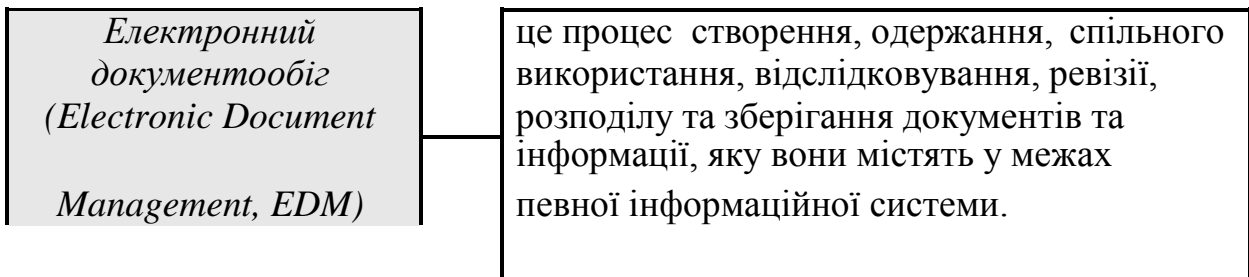 Електронний
документообіг
(Electronic Document
Management, EDM)
це процес створення, одержання, спільного
використання, відслідковування, ревізії,
розподілу та зберігання документів та
інформації, яку вони містять у межах
певної інформаційної системи.